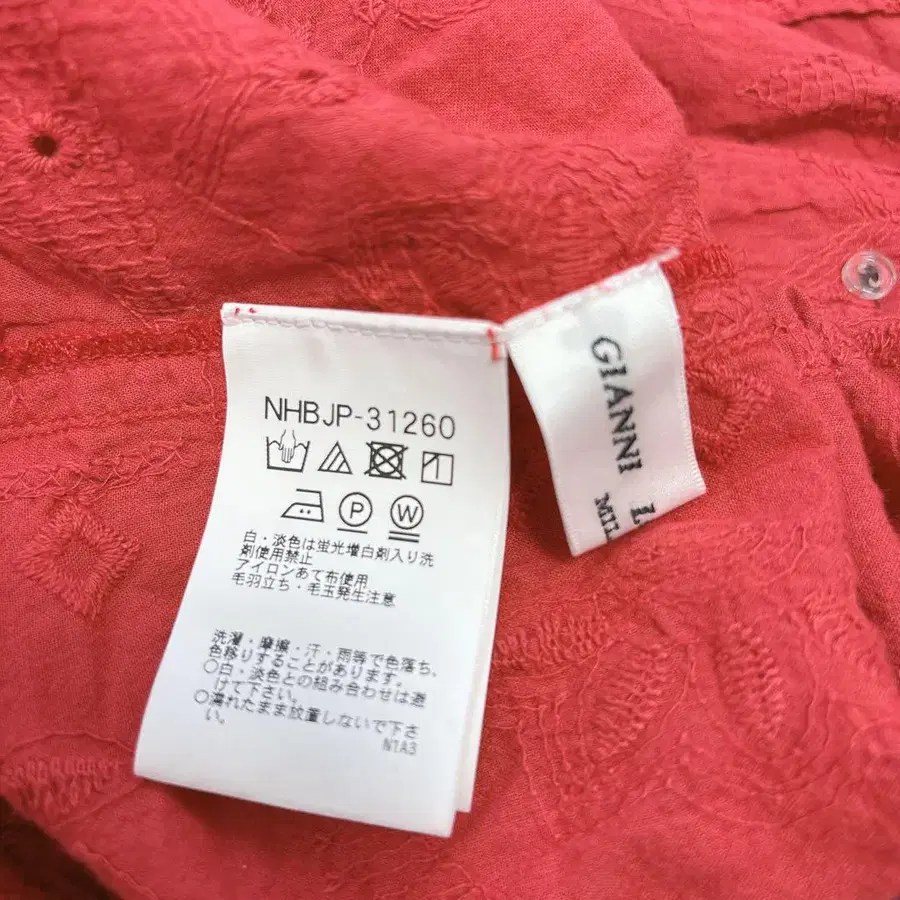 NHBJP-31260
P W
白・淡色は蛍光増白剤入り洗
剤使用禁止
アイロンあて布使用
毛羽立ち・毛玉発生注意
洗濯・摩擦・汗・雨等で色落ち、
色移りすることがあります。
○白・淡色との組み合わせは避
けて下さい。
○濡れたまま放置しないで下さ
い。
N1A3
GIANNI